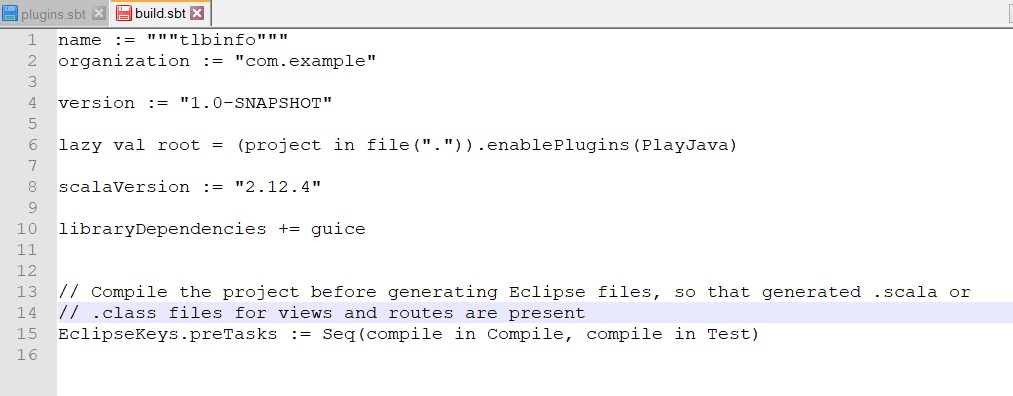 plugins.sbt
build.sbt
1 name := """tlbinfo"""
2 organization := "com.example"
3
4 version := "1.0-SNAPSHOT"
5
6 lazy val root = (project in file(".")).enablePlugins(PlayJava)
7
8 scalaVersion := "2.12.4"
9
10 libraryDependencies += guice
11
12
13 // Compile the project before generating Eclipse files, so that generated .scala or
14 // .class files for views and routes are present
15 EclipseKeys.preTasks := Seq(compile in Compile, compile in Test)
16